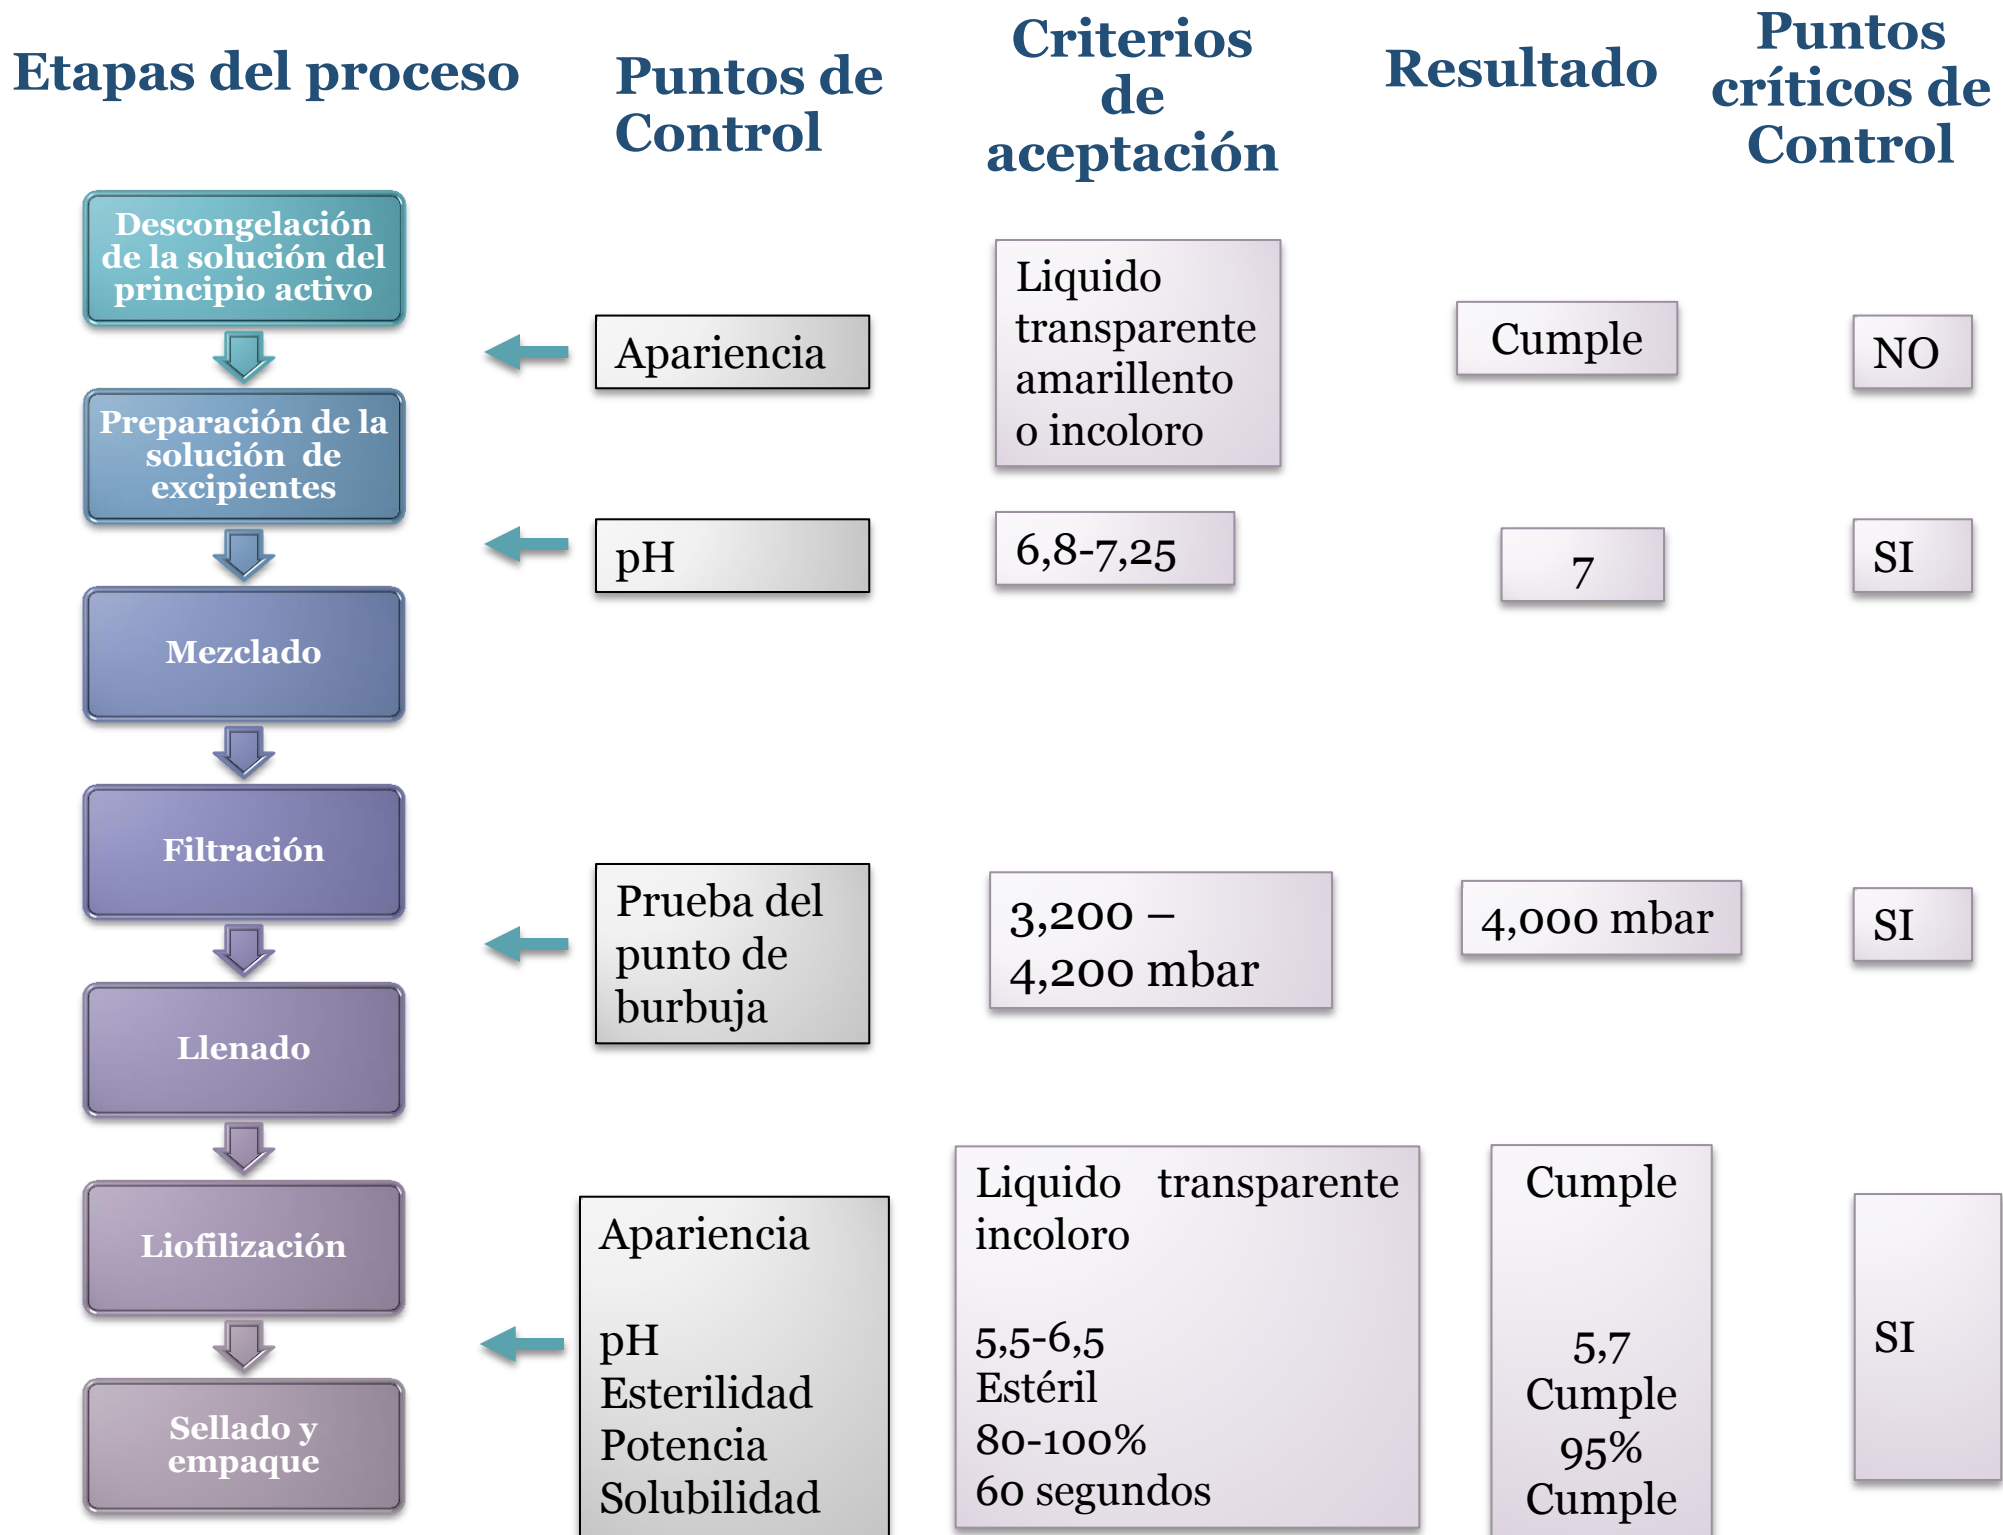 Etapas del proceso
Puntos de
Control
Criterios
de
aceptación
Resultado
Puntos
críticos de
Control
Descongelación
de la solución del
principio activo
Apariencia
Liquido
transparente
amarillento
o incoloro
Cumple
NO
Preparación de la
solución de
excipientes
pH
6,8-7,25
7
SI
Mezclado
Filtración
Prueba del
punto de
burbuja
3,200 –
4,200 mbar
4,000 mbar
SI
Llenado
Liofilización
Sellado y
empaque
Apariencia
pH
Esterilidad
Potencia
Solubilidad
Liquido transparente
incoloro
5,5-6,5
Estéril
80-100%
60 segundos
Cumple
5,7
Cumple
95%
Cumple
SI